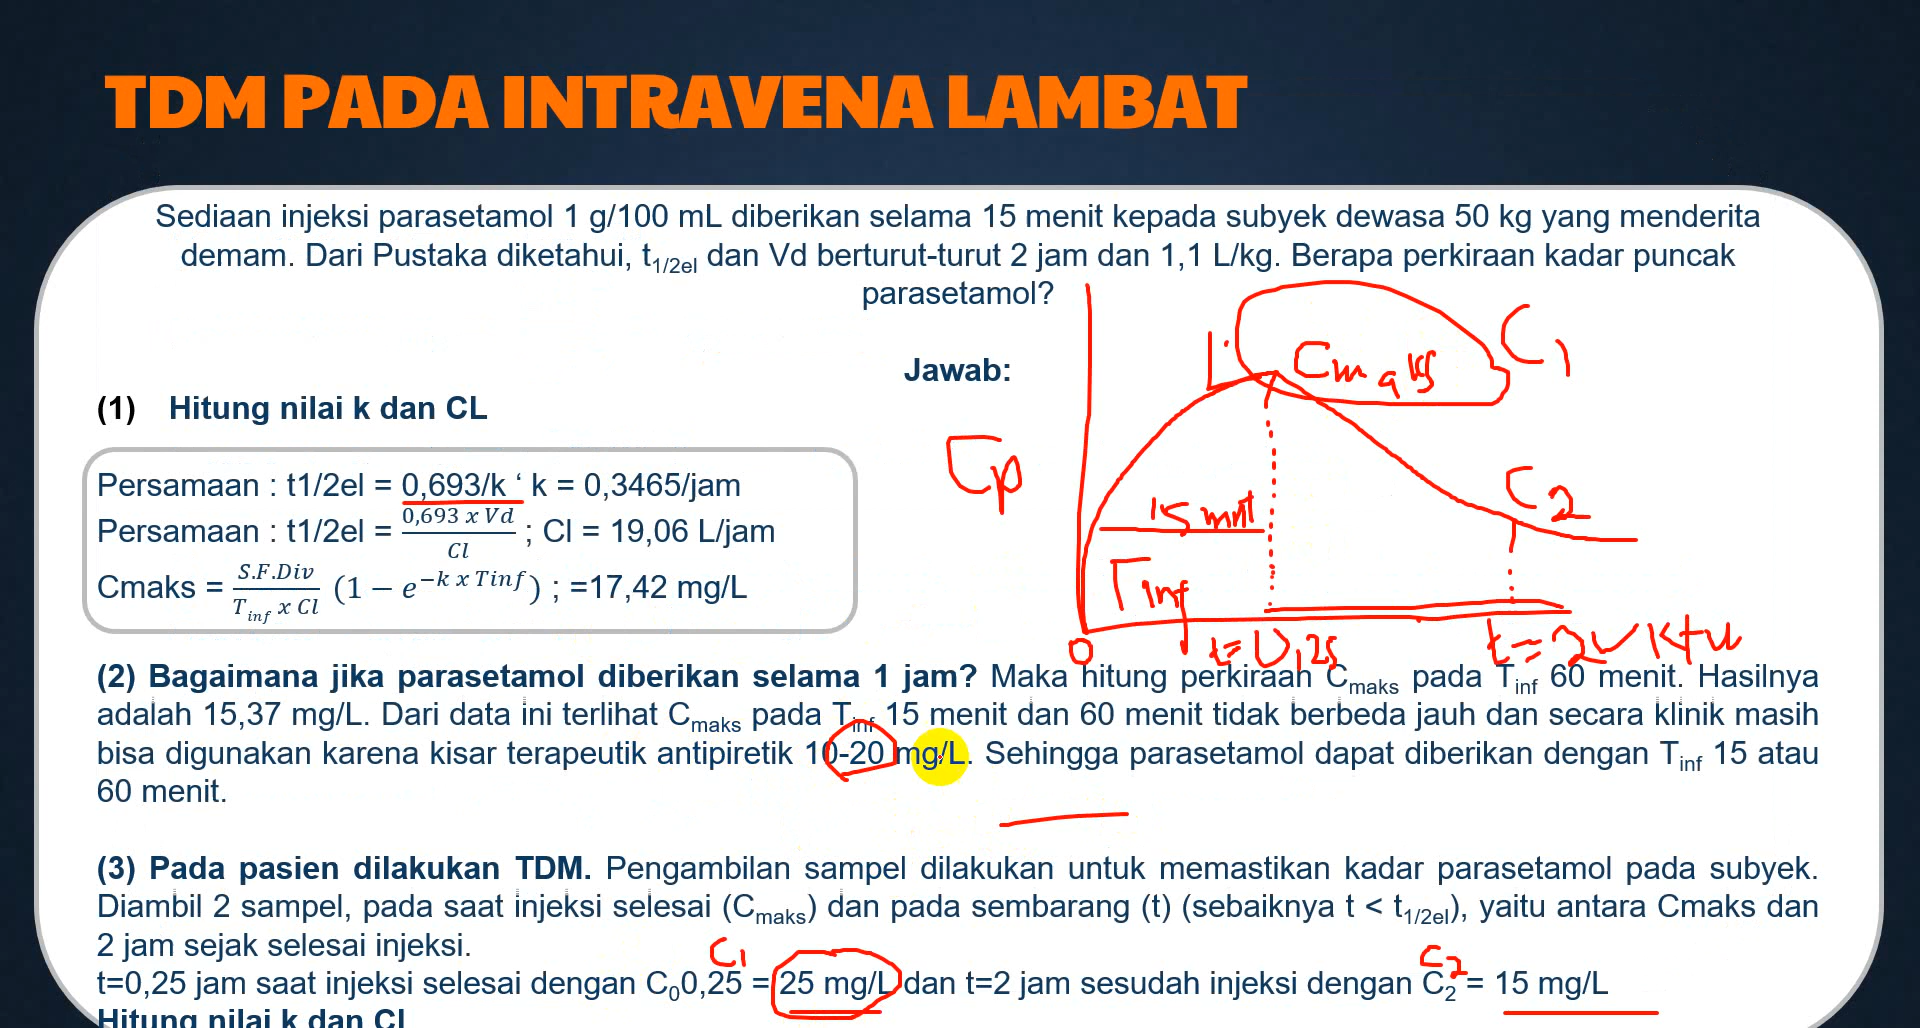 TDM PADA INTRAVENA LAMBAT
Sediaan injeksi parasetamol 1 g/100 mL diberikan selama 15 menit kepada subyek dewasa 50 kg yang menderita
demam. Dari Pustaka diketahui, t1/2el dan Vd berturut-turut 2 jam dan 1,1 L/kg. Berapa perkiraan kadar puncak
parasetamol?
Jawab:
(1) Hitung nilai k dan CL
Persamaan : t1/2el = 0,693/k ‘ k = 0,3465/jam
Persamaan : t1/2el = 0,693 x Vd / Cl ; Cl = 19,06 L/jam
Cmaks = S.F.Div / Tinf x Cl (1 − e^−k x Tinf) ; =17,42 mg/L
Cmaks
C1
Cp
C2
15 mnt
Tinf
0
t=0,25
t=2
(2) Bagaimana jika parasetamol diberikan selama 1 jam? Maka hitung perkiraan Cmaks pada Tinf 60 menit. Hasilnya
adalah 15,37 mg/L. Dari data ini terlihat Cmaks pada Tinf 15 menit dan 60 menit tidak berbeda jauh dan secara klinik masih
bisa digunakan karena kisar terapeutik antipiretik 10-20 mg/L. Sehingga parasetamol dapat diberikan dengan Tinf 15 atau
60 menit.
(3) Pada pasien dilakukan TDM. Pengambilan sampel dilakukan untuk memastikan kadar parasetamol pada subyek.
Diambil 2 sampel, pada saat injeksi selesai (Cmaks) dan pada sembarang (t) (sebaiknya t < t1/2el), yaitu antara Cmaks dan
2 jam sejak selesai injeksi.
C1
C2
t=0,25 jam saat injeksi selesai dengan C00,25 = 25 mg/L dan t=2 jam sesudah injeksi dengan C2 = 15 mg/L
Hitung nilai k dan Cl